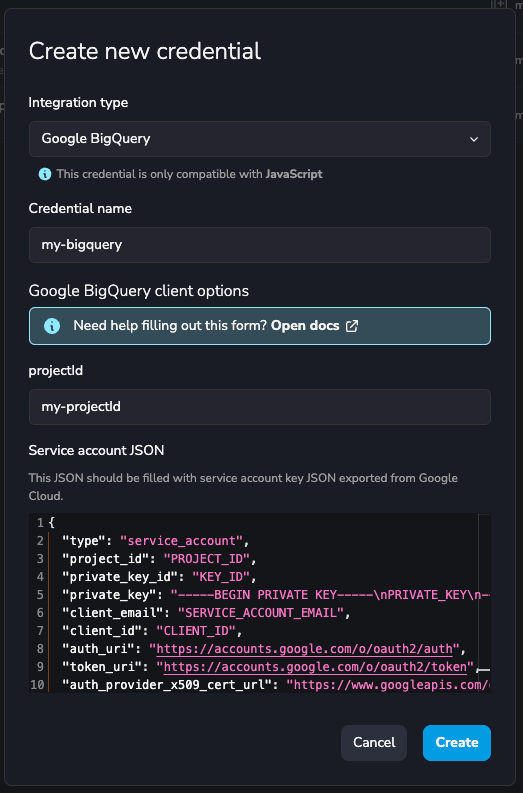 Create new credential
Integration type
Google BigQuery
This credential is only compatible with JavaScript
Credential name
my-bigquery
Google BigQuery client options
Need help filling out this form? Open docs
projectId
my-projectId
Service account JSON
This JSON should be filled with service account key JSON exported from Google
Cloud.
1 {
2 "type": "service_account",
3 "project_id": "PROJECT_ID",
4 "private_key_id": "KEY_ID",
5 "private_key": "-----BEGIN PRIVATE KEY-----\nPRIVATE_KEY\n-
6 "client_email": "SERVICE_ACCOUNT_EMAIL",
7 "client_id": "CLIENT_ID",
8 "auth_uri": "https://accounts.google.com/o/oauth2/auth",
9 "token_uri": "https://accounts.google.com/o/oauth2/token",
10 "auth_provider_x509_cert_url": "https://www.googleapis.com/
Cancel
Create